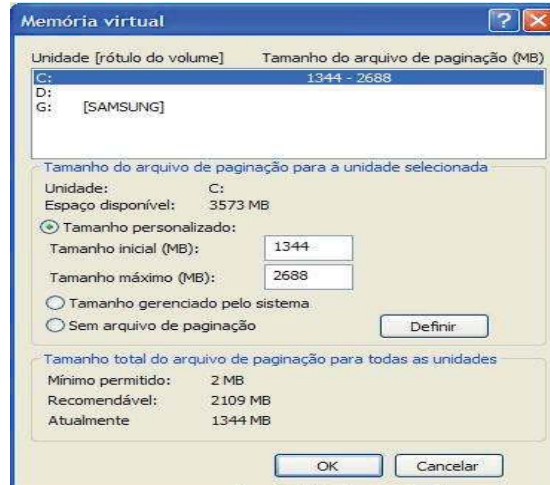 Memória virtual
Unidade [rótulo do volume] Tamanho do arquivo de paginação (MB)
C: 1344 - 2688
D:
G: [SAMSUNG]
Tamanho do arquivo de paginação para a unidade selecionada
Unidade: C:
Espaço disponível: 3573 MB
Tamanho personalizado:
Tamanho inicial (MB): 1344
Tamanho máximo (MB): 2688
Tamanho gerenciado pelo sistema
Sem arquivo de paginação Definir
Tamanho total do arquivo de paginação para todas as unidades
Mínimo permitido: 2 MB
Recomendável: 2109 MB
Atualmente 1344 MB
OK Cancelar